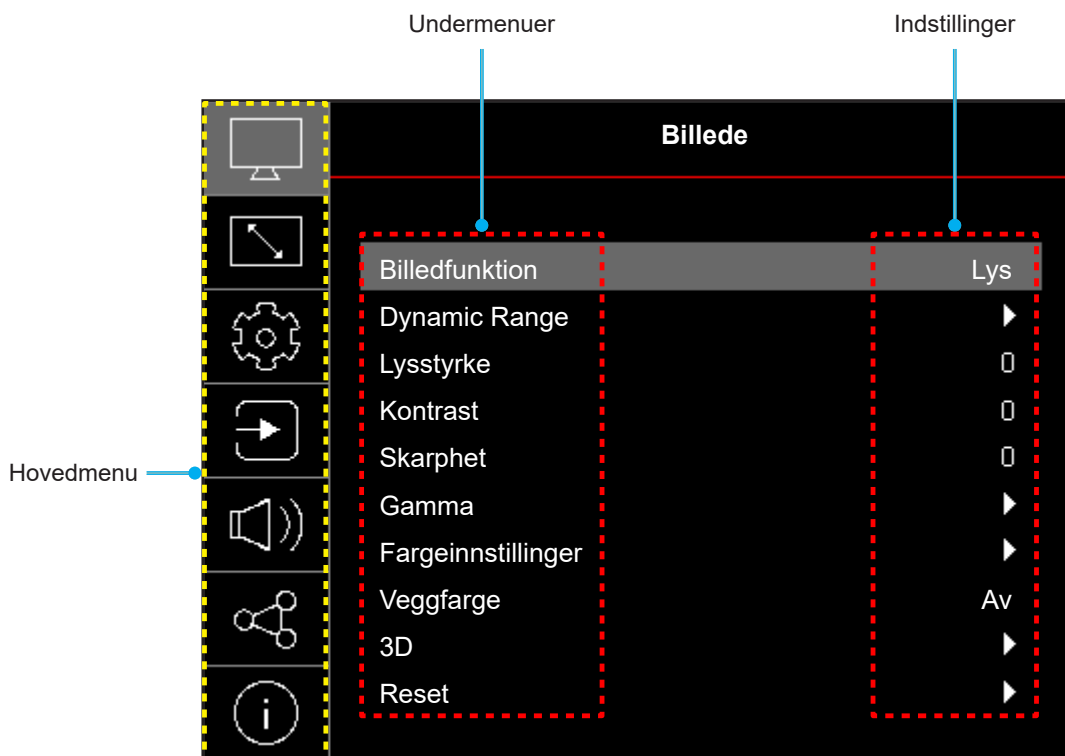 Undermenuer
Indstillinger
Billede
Billedfunktion Lys
Dynamic Range
Lysstyrke 0
Kontrast 0
Skarphet 0
Gamma
Fargeinnstillinger
Veggfarge Av
3D
Reset
Hovedmenu
i